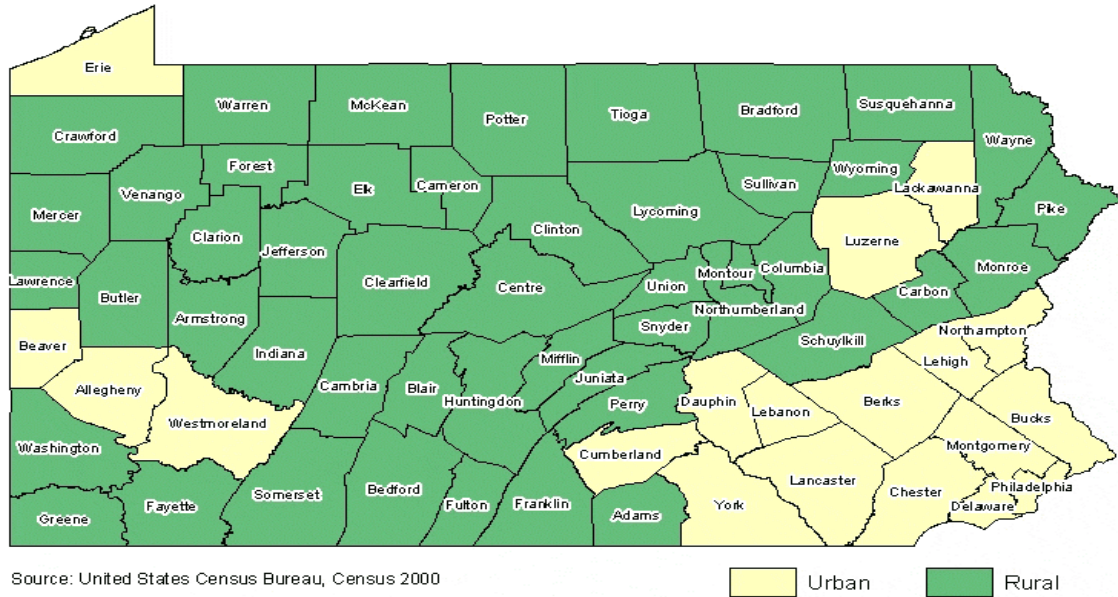 Erie
Warren
McKean
Potter
Tioga
Bradford
Susquehanna
Wayne
Crawford
Forest
Elk
Cameron
Sullivan
Wyoming
Lackawanna
Venango
Mercer
Clarion
Jefferson
Clinton
Lycoming
Pike
Luzerne
Lawrence
Butler
Armstrong
Clearfield
Centre
Union
Montour
Columbia
Monroe
Carbon
Northumberland
Snyder
Schuylkill
Northampton
Beaver
Indiana
Lehigh
Allegheny
Cambria
Blair
Mifflin
Juniata
Huntingdon
Perry
Dauphin
Lebanon
Berks
Bucks
Westmoreland
Washington
Montgomery
Cumberland
Lancaster
Philadelphia
Greene
Fayette
Somerset
Bedford
Fulton
Franklin
Adams
York
Chester
Delaware
Source: United States Census Bureau, Census 2000
Urban
Rural